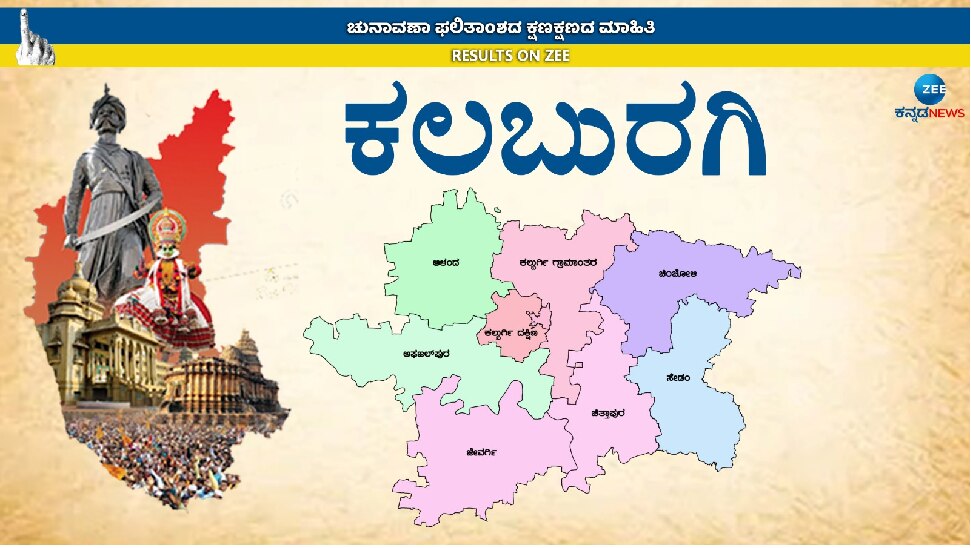 ಚುನಾವಣಾ ಫಲಿತಾಂಶದ ಕ್ಷಣಕ್ಷಣದ ಮಾಹಿತಿ
RESULTS ON ZEE
ZEE
ಕನ್ನಡNEWS
ಕಲಬುರಗಿ
ಆಳಂದ
ಕಲ್ಬುರ್ಗಿ ಗ್ರಾಮಾಂತರ
ಚಿಂಚೋಳಿ
ಕಲ್ಬುರ್ಗಿ ದಕ್ಷಿಣ
ಅಫಜಲ್‌ಪುರ
ಸೇಡಂ
ಚಿತ್ತಾಪುರ
ಜೇವರ್ಗಿ